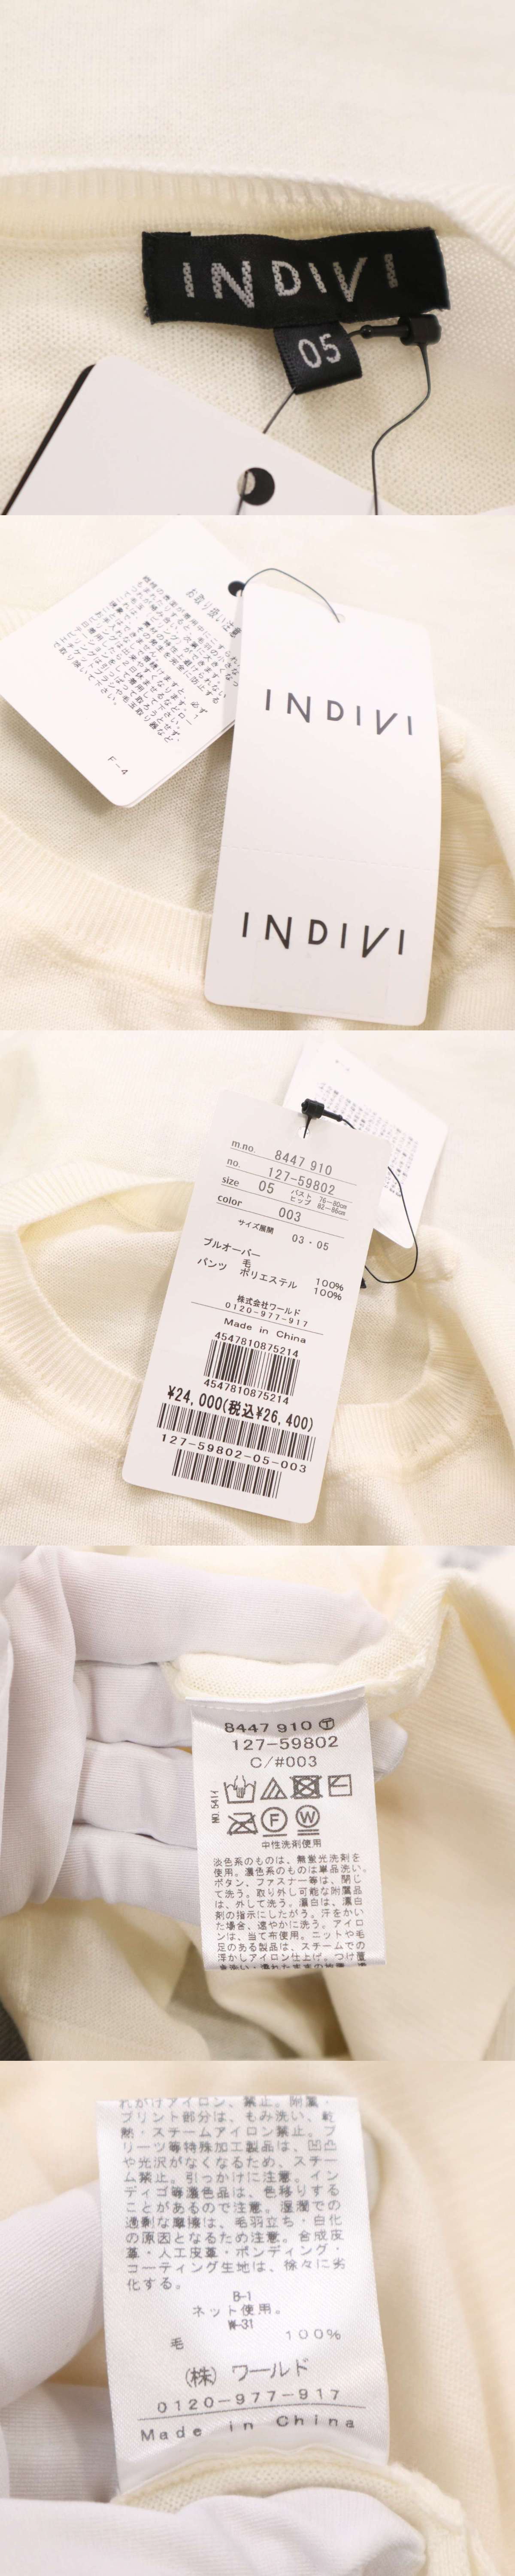 INDIVI
05
お取り扱い注意
F-4
INDIVI
INDIVI
m.no. 8447 910
no. 127-59802
size 05 バスト 76~80cm
ヒップ 82~86cm
color 003
サイズ展開 03・05
プルオーバー
毛 100%
パンツ ポリエステル 100%
株式会社ワールド
0120-977-917
Made in China
4547810875214
4547810875214
¥24,000(税込¥26,400)
127-59802-05-003
8447 910 T
127-59802
C/#003
F W
中性洗剤使用
淡色系のものは、無蛍光洗剤を
使用。濃色系のものは単品洗い。
ボタン、ファスナー等は、閉じ
て洗う。取り外し可能な附属品
は、外して洗う。漂白は、漂白
剤の指示にしたがう。汗をかい
た場合、速やかに洗う。アイロ
ンは、当て布使用。ニットや毛
足のある製品は、スチームでの
浮かしアイロン仕上げ。つけ置
れがけアイロン、禁止。附属・
プリント部分は、もみ洗い、乾
熱・スチームアイロン禁止。プ
リーツ等特殊加工製品は、凹凸
や光沢がなくなるため、スチー
ム禁止。引っかけに注意。イン
ディゴ等濃色品は、色移りする
ことがあるので注意。湿潤での
過剰な摩擦は、毛羽立ち・白化
の原因となるため注意。合成皮
革・人工皮革・ボンディング・
コーティング生地は、徐々に劣
化する。
B-1
ネット使用。
W-31
毛 100%
(株) ワールド
0120-977-917
Made in China